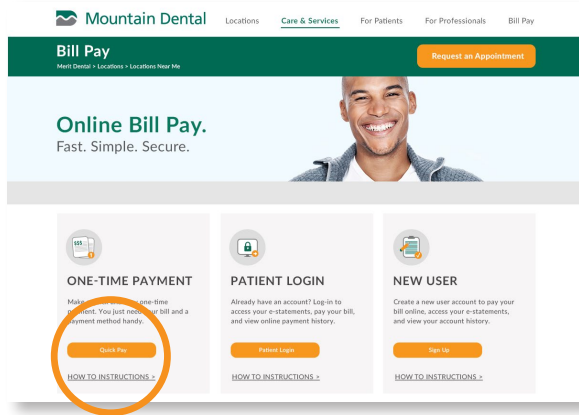 Mountain Dental
Locations Care & Services For Patients For Professionals Bill Pay
Bill Pay
Merit Dental > Locations > Locations Near Me
Request an Appointment
Online Bill Pay.
Fast. Simple. Secure.
$$$
ONE-TIME PAYMENT
Make one-time
payment. You just need your bill and a
payment method handy.
Quick Pay
HOW TO INSTRUCTIONS >
PATIENT LOGIN
Already have an account? Log-in to
access your e-statements, pay your bill,
and view online payment history.
Patient Login
HOW TO INSTRUCTIONS >
NEW USER
Create a new user account to pay your
bill online, access your e-statements,
and view your account history.
Sign Up
HOW TO INSTRUCTIONS >